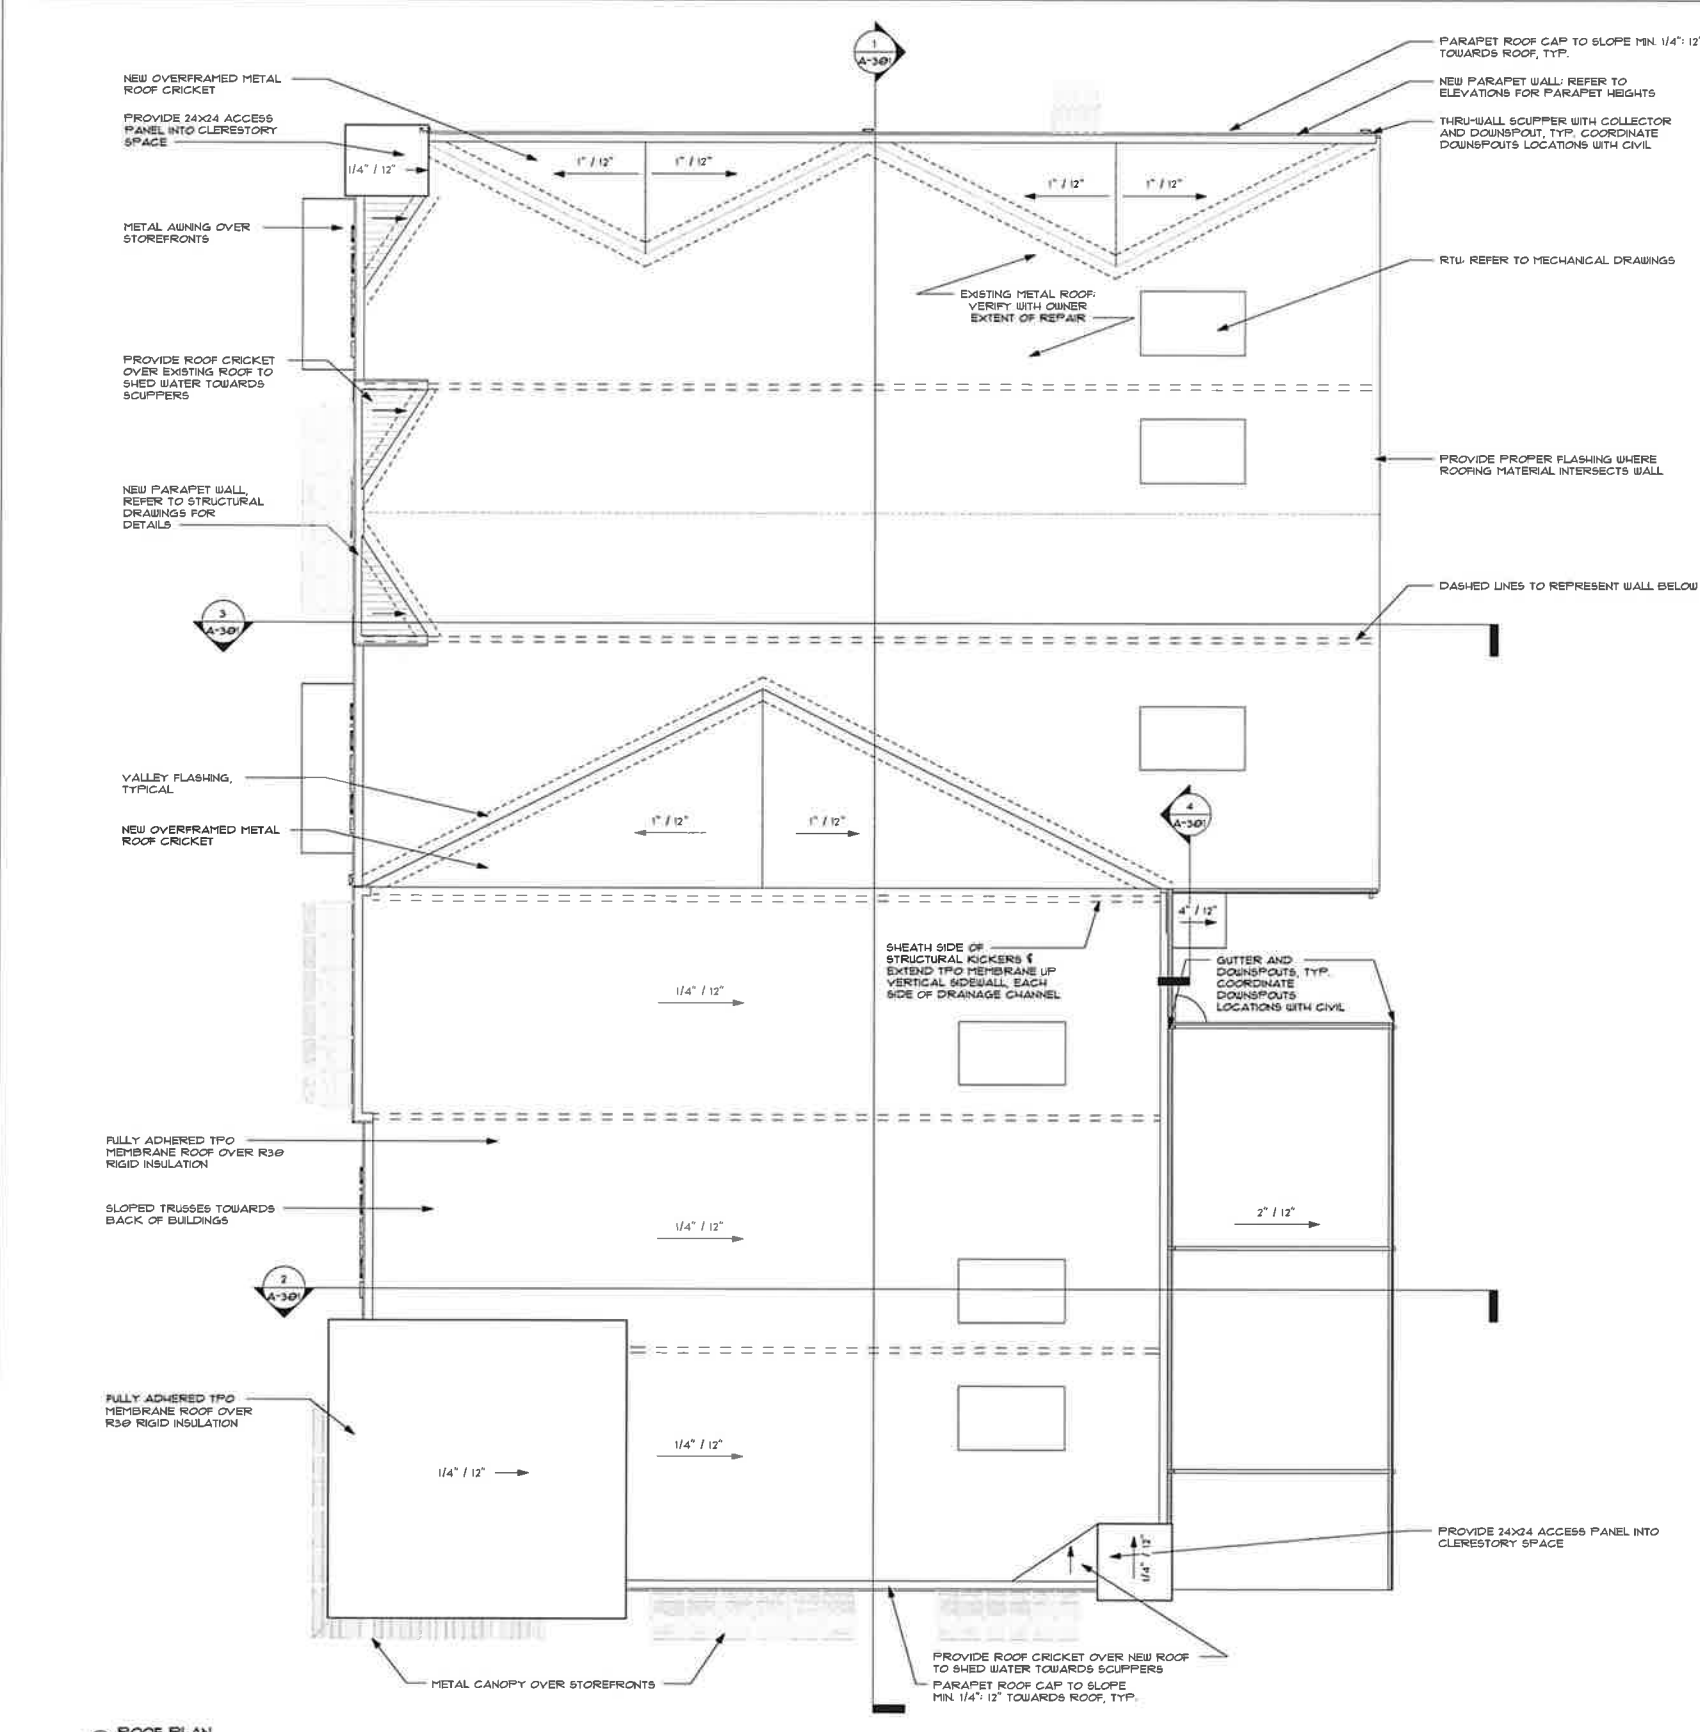 1
A-301
PARAPET ROOF CAP TO SLOPE MIN. 1/4": 12"
TOWARDS ROOF, TYP.
NEW OVERFRAMED METAL
ROOF CRICKET
NEW PARAPET WALL; REFER TO
ELEVATIONS FOR PARAPET HEIGHTS
PROVIDE 24X24 ACCESS
PANEL INTO CLERESTORY
SPACE
THRU-WALL SCUPPER WITH COLLECTOR
AND DOWNSPOUT, TYP. COORDINATE
DOWNSPOUTS LOCATIONS WITH CIVIL
1/4" / 12"
1" / 12"
1" / 12"
1" / 12"
1" / 12"
METAL AWNING OVER
STOREFRONTS
RTU. REFER TO MECHANICAL DRAWINGS
EXISTING METAL ROOF;
VERIFY WITH OWNER
EXTENT OF REPAIR
PROVIDE ROOF CRICKET
OVER EXISTING ROOF TO
SHED WATER TOWARDS
SCUPPERS
PROVIDE PROPER FLASHING WHERE
ROOFING MATERIAL INTERSECTS WALL
NEW PARAPET WALL,
REFER TO STRUCTURAL
DRAWINGS FOR
DETAILS
DASHED LINES TO REPRESENT WALL BELOW
3
A-301
VALLEY FLASHING,
TYPICAL
NEW OVERFRAMED METAL
ROOF CRICKET
1" / 12"
1" / 12"
4
A-301
4" / 12"
SHEATH SIDE OF
STRUCTURAL KICKERS &
EXTEND TPO MEMBRANE UP
VERTICAL SIDEWALL, EACH
SIDE OF DRAINAGE CHANNEL
GUTTER AND
DOWNSPOUTS, TYP.
COORDINATE
DOWNSPOUTS
LOCATIONS WITH CIVIL
1/4" / 12"
FULLY ADHERED TPO
MEMBRANE ROOF OVER R30
RIGID INSULATION
SLOPED TRUSSES TOWARDS
BACK OF BUILDINGS
1/4" / 12"
2" / 12"
2
A-301
FULLY ADHERED TPO
MEMBRANE ROOF OVER
R30 RIGID INSULATION
1/4" / 12"
1/4" / 12"
1/4" / 12"
PROVIDE 24X24 ACCESS PANEL INTO
CLERESTORY SPACE
PROVIDE ROOF CRICKET OVER NEW ROOF
TO SHED WATER TOWARDS SCUPPERS
METAL CANOPY OVER STOREFRONTS
PARAPET ROOF CAP TO SLOPE
MIN. 1/4": 12" TOWARDS ROOF, TYP.
ROOF PLAN